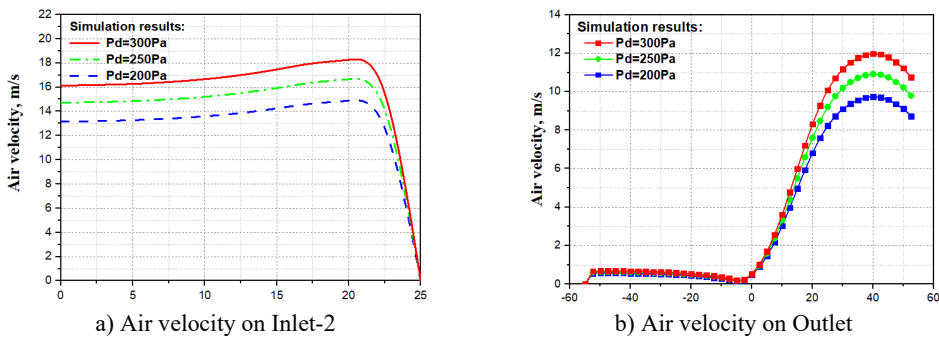 Simulation results:
Pd=300Pa
Pd=250Pa
Pd=200Pa
Air velocity, m/s
22
20
18
16
14
12
10
8
6
4
2
0
0
5
10
15
20
25
a) Air velocity on Inlet-2
Simulation results:
Pd=300Pa
Pd=250Pa
Pd=200Pa
Air velocity, m/s
14
12
10
8
6
4
2
0
-60
-40
-20
0
20
40
60
b) Air velocity on Outlet